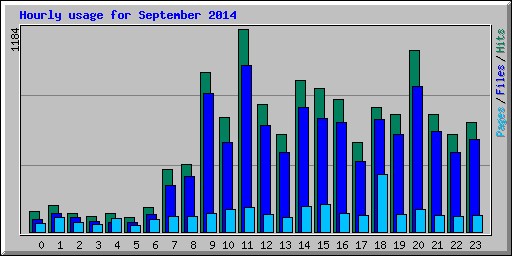 Hourly usage for September 2014
1184
Pages/Files/Hits
0 1 2 3 4 5 6 7 8 9 10 11 12 13 14 15 16 17 18 19 20 21 22 23